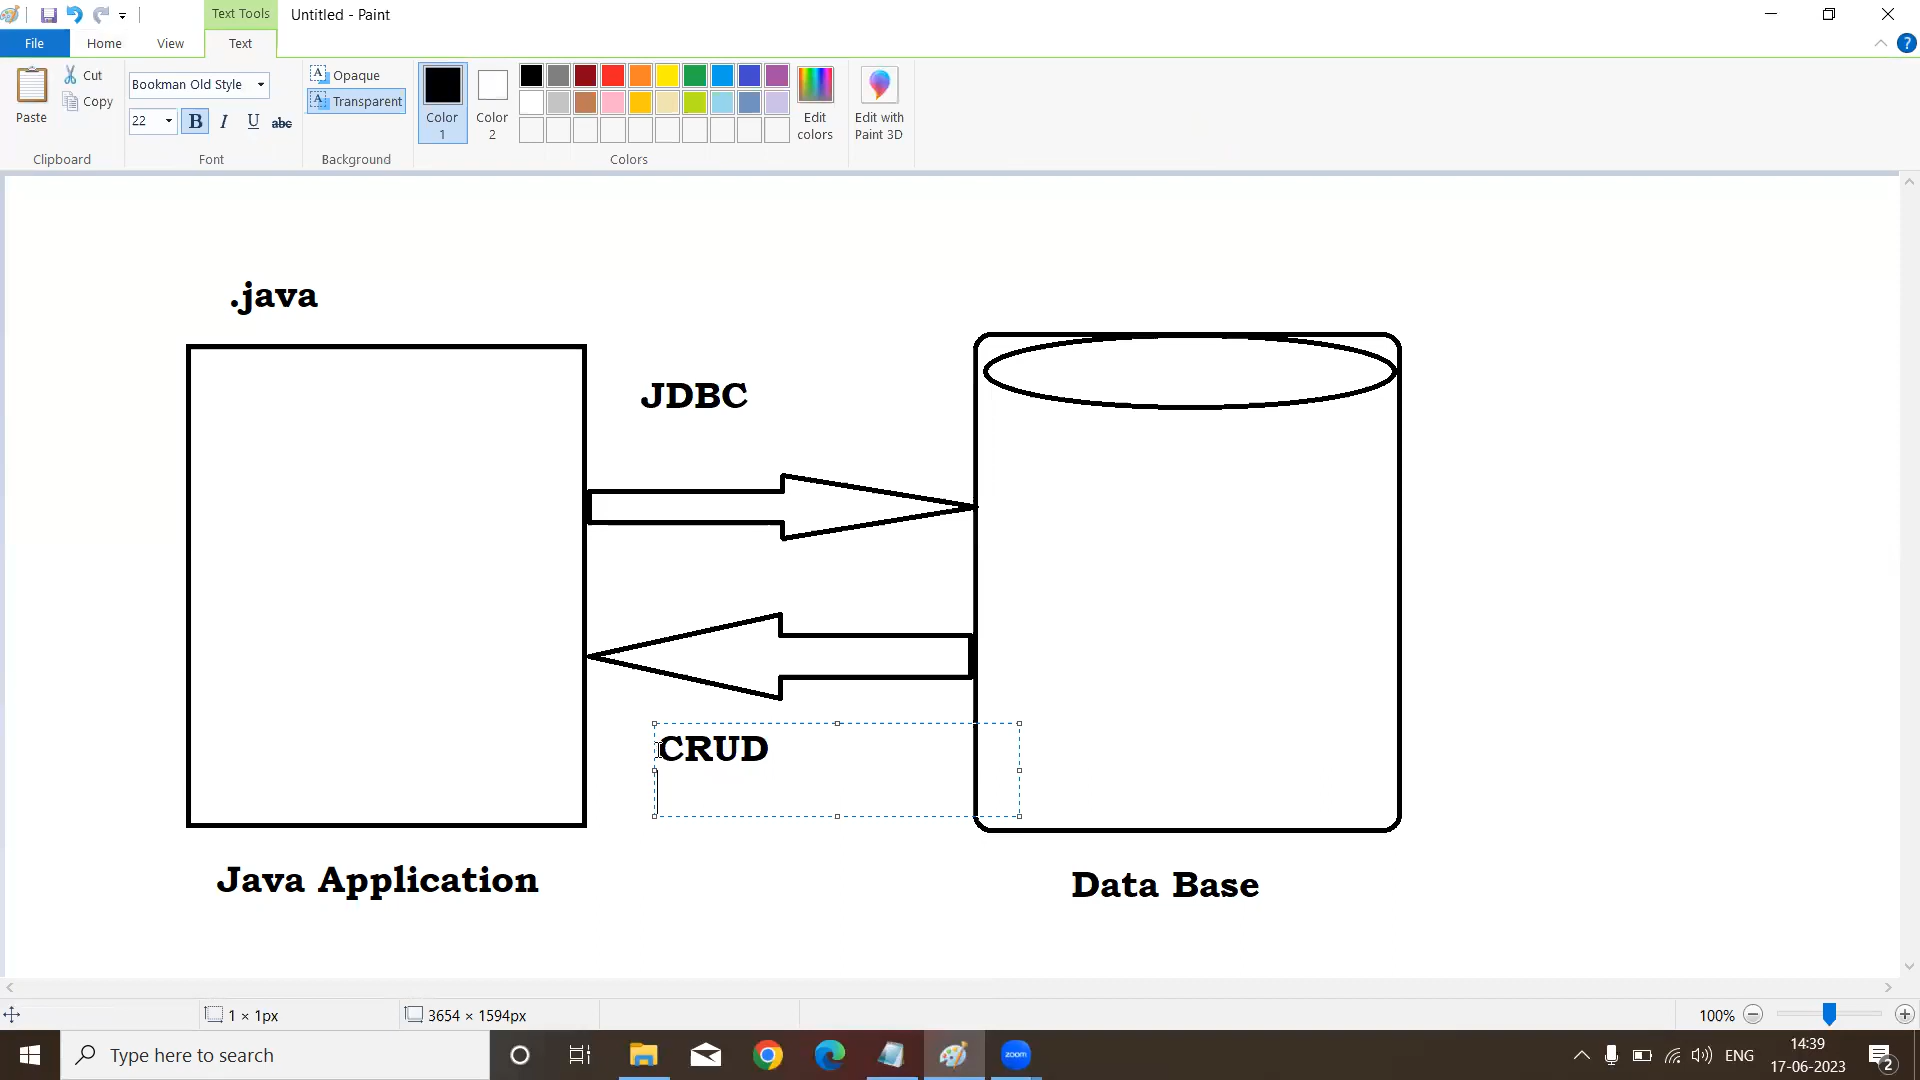 Text Tools
Untitled - Paint
File
Home
View
Text
Paste
Cut
Copy
Clipboard
Bookman Old Style
22
B
I
U
abc
Font
Opaque
Transparent
Background
Color
1
Color
2
Edit
colors
Colors
Edit with
Paint 3D
.java
JDBC
CRUD
Java Application
Data Base
1 × 1px
3654 × 1594px
100%
Type here to search
zoom
ENG
14:39
17-06-2023
2